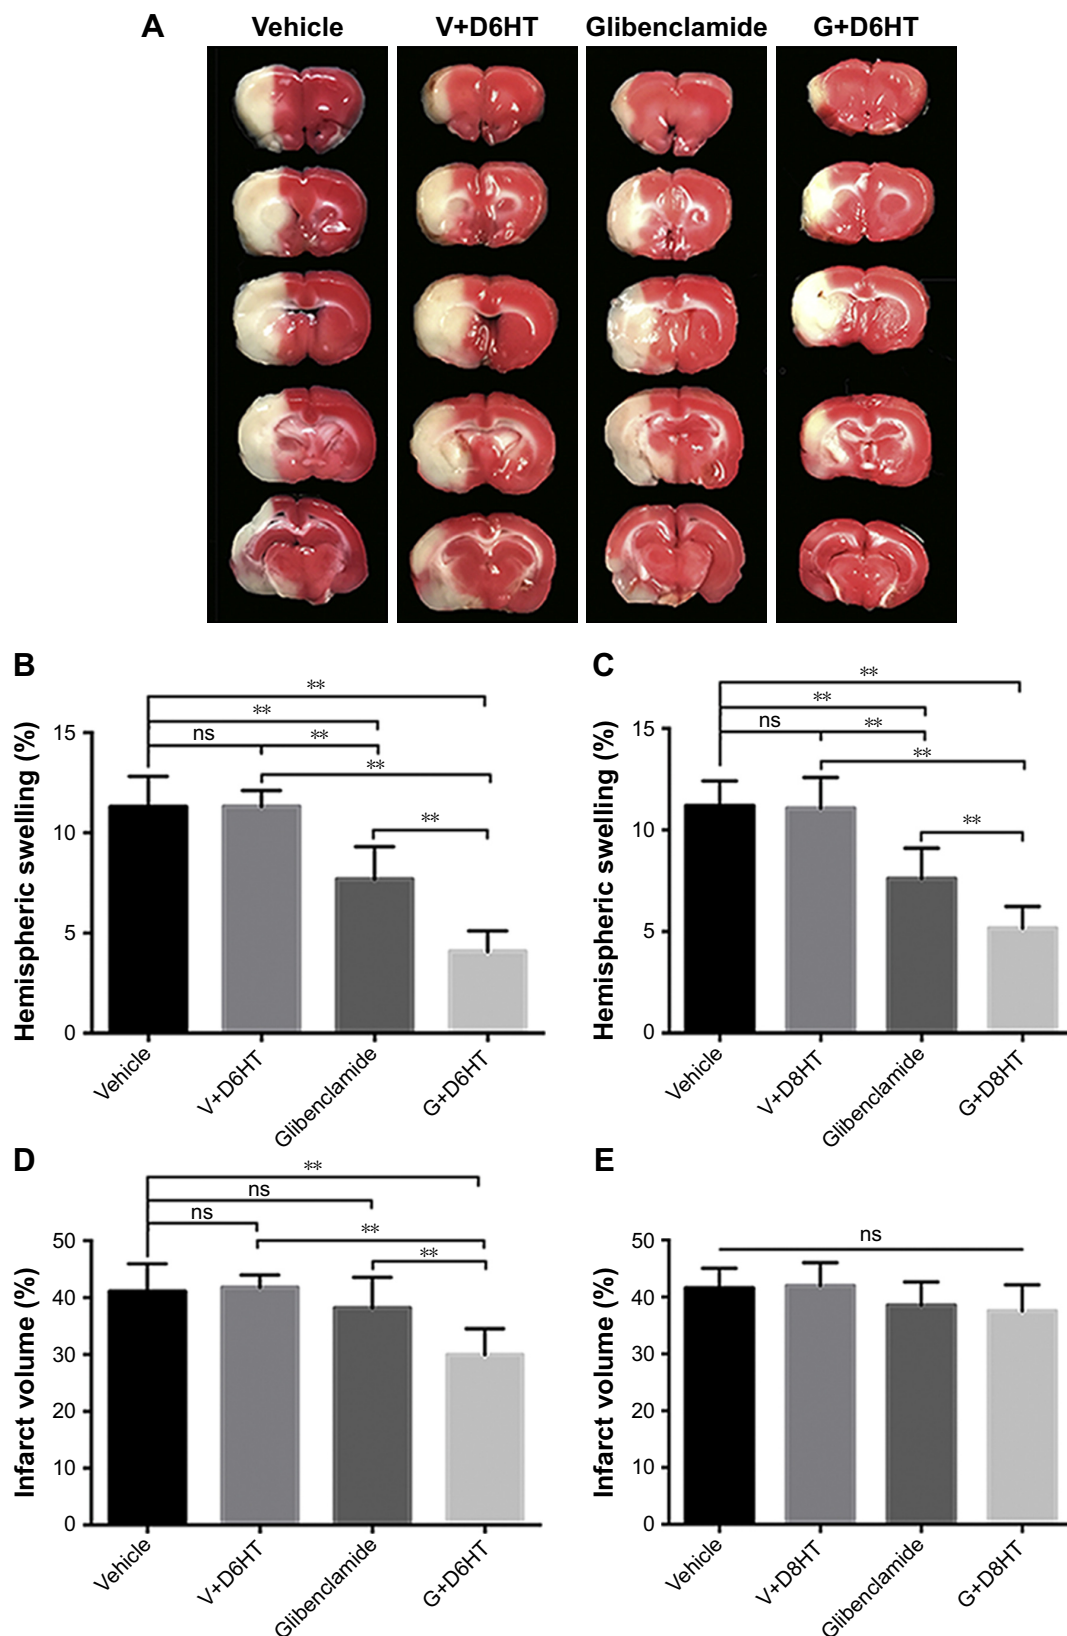 A
Vehicle V+D6HT Glibenclamide G+D6HT
B
Hemispheric swelling (%)
15
10
5
0
**
**
ns **
**
**
Vehicle
V+D6HT
Glibenclamide
G+D6HT
C
Hemispheric swelling (%)
15
10
5
0
**
**
ns **
**
**
Vehicle
V+D8HT
Glibenclamide
G+D8HT
D
Infarct volume (%)
50
40
30
20
10
0
**
ns
ns
**
**
Vehicle
V+D6HT
Glibenclamide
G+D6HT
E
Infarct volume (%)
50
40
30
20
10
0
ns
Vehicle
V+D8HT
Glibenclamide
G+D8HT